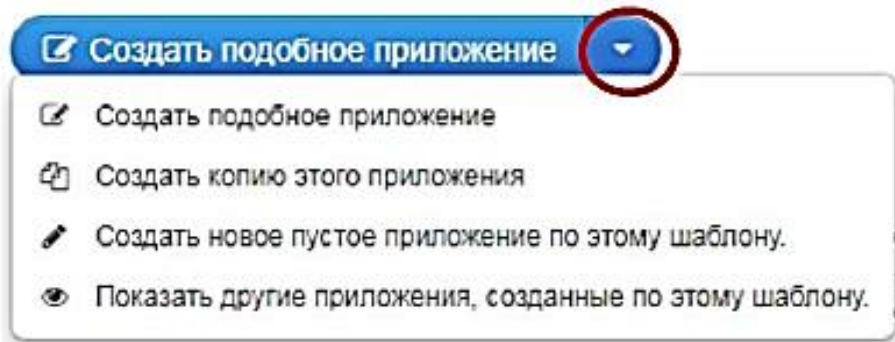 Создать подобное приложение
Создать подобное приложение
Создать копию этого приложения
Создать новое пустое приложение по этому шаблону.
Показать другие приложения, созданные по этому шаблону.